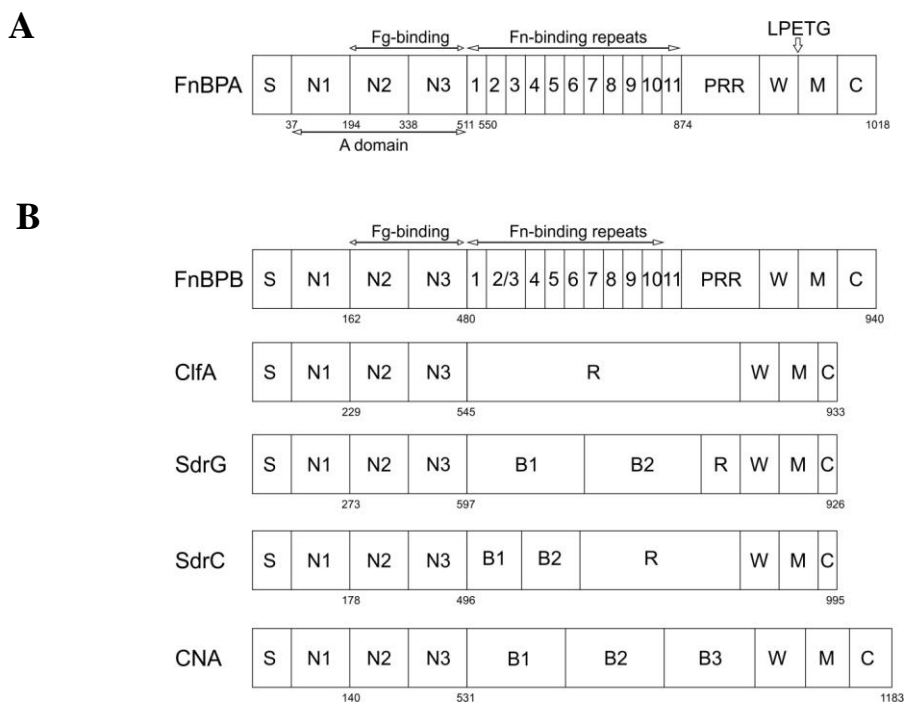 A
LPETG
Fg-binding Fn-binding repeats
FnBPA S N1 N2 N3 1 2 3 4 5 6 7 8 9 10 11 PRR W M C
37 194 338 511 550 874 1018
A domain
B
Fg-binding Fn-binding repeats
FnBPB S N1 N2 N3 1 2/3 4 5 6 7 8 9 10 11 PRR W M C
162 480 940
ClfA S N1 N2 N3 R W M C
229 545 933
SdrG S N1 N2 N3 B1 B2 R W M C
273 597 926
SdrC S N1 N2 N3 B1 B2 R W M C
178 496 995
CNA S N1 N2 N3 B1 B2 B3 W M C
140 531 1183